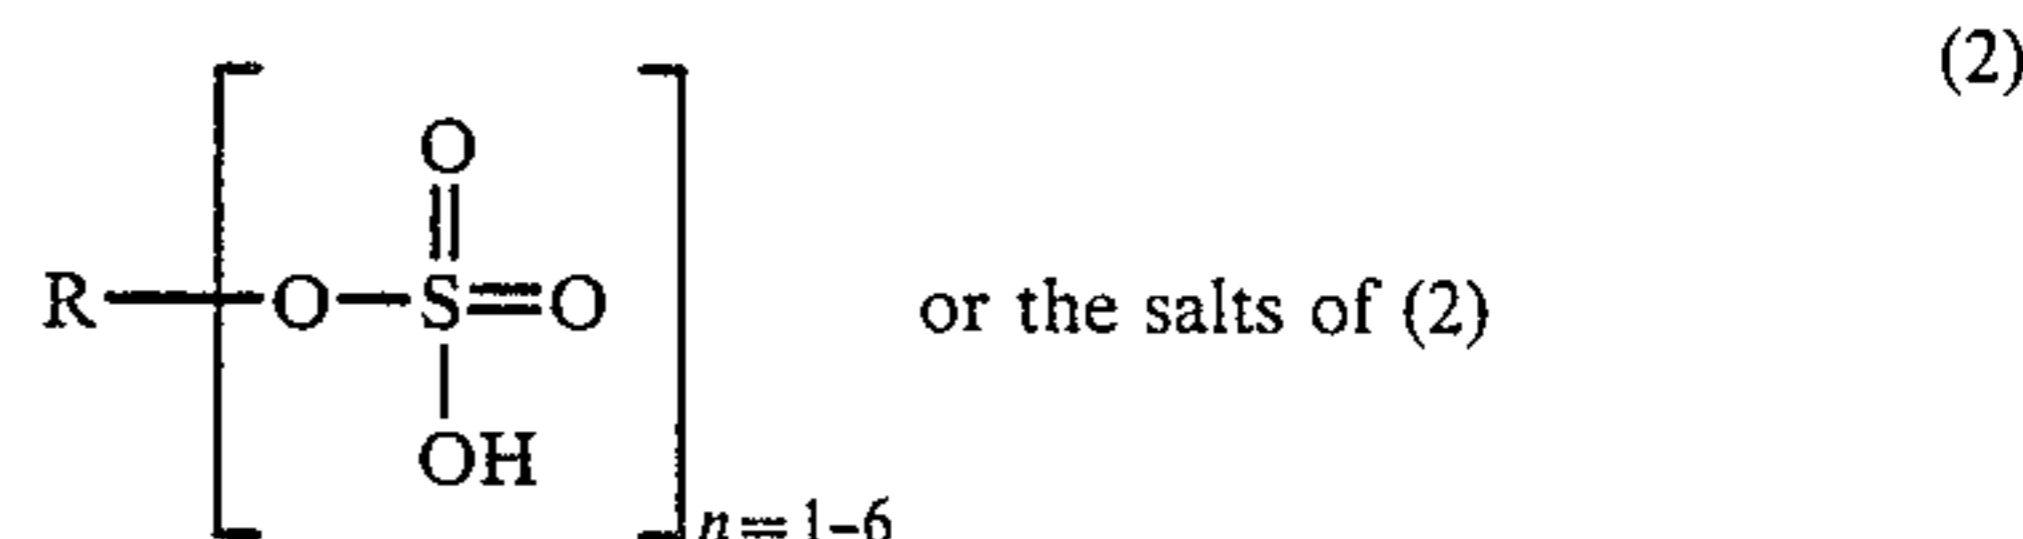 (2)
O
R—O—S=O or the salts of (2)
OH
n=1-6